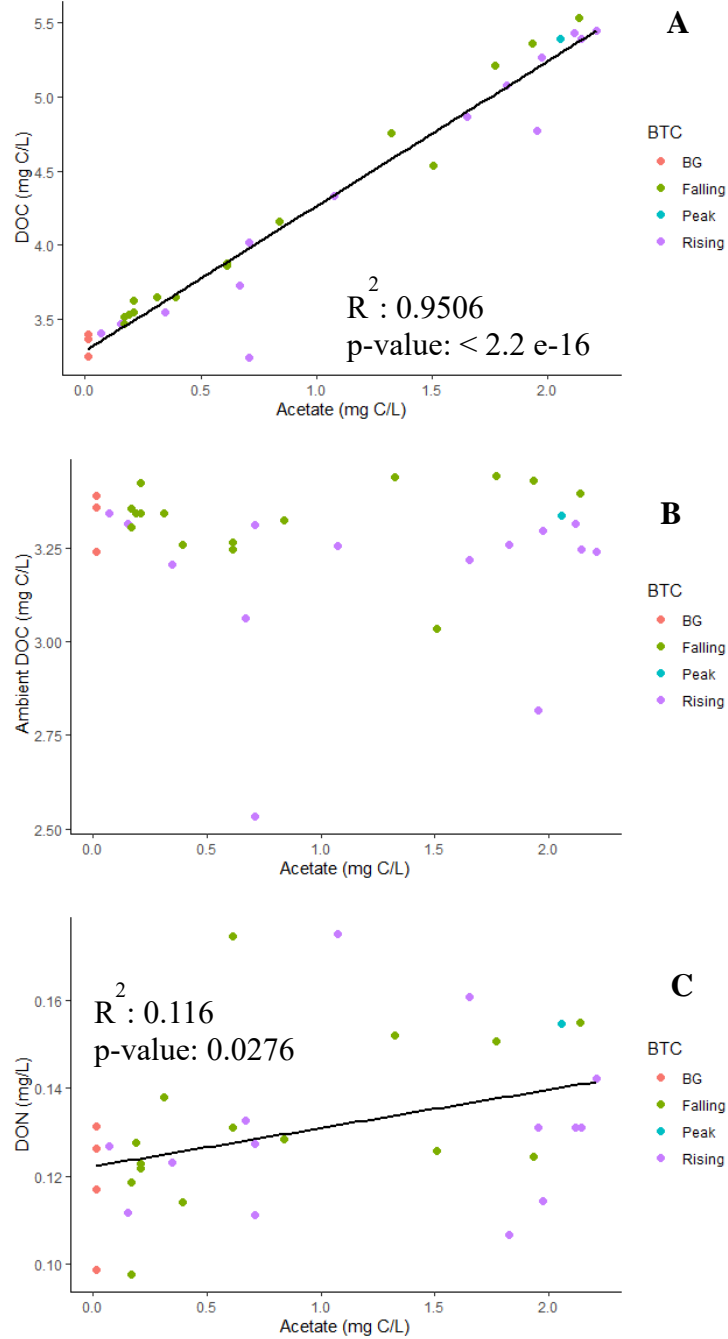 A
5.5
5.0
4.5
4.0
3.5
DOC (mg C/L)
R2: 0.9506
p-value: < 2.2 e-16
0.0 0.5 1.0 1.5 2.0
Acetate (mg C/L)
BTC
BG
Falling
Peak
Rising
B
3.25
3.00
2.75
2.50
Ambient DOC (mg C/L)
0.0 0.5 1.0 1.5 2.0
Acetate (mg C/L)
BTC
BG
Falling
Peak
Rising
C
0.16
0.14
0.12
0.10
DON (mg/L)
R2: 0.116
p-value: 0.0276
0.0 0.5 1.0 1.5 2.0
Acetate (mg C/L)
BTC
BG
Falling
Peak
Rising